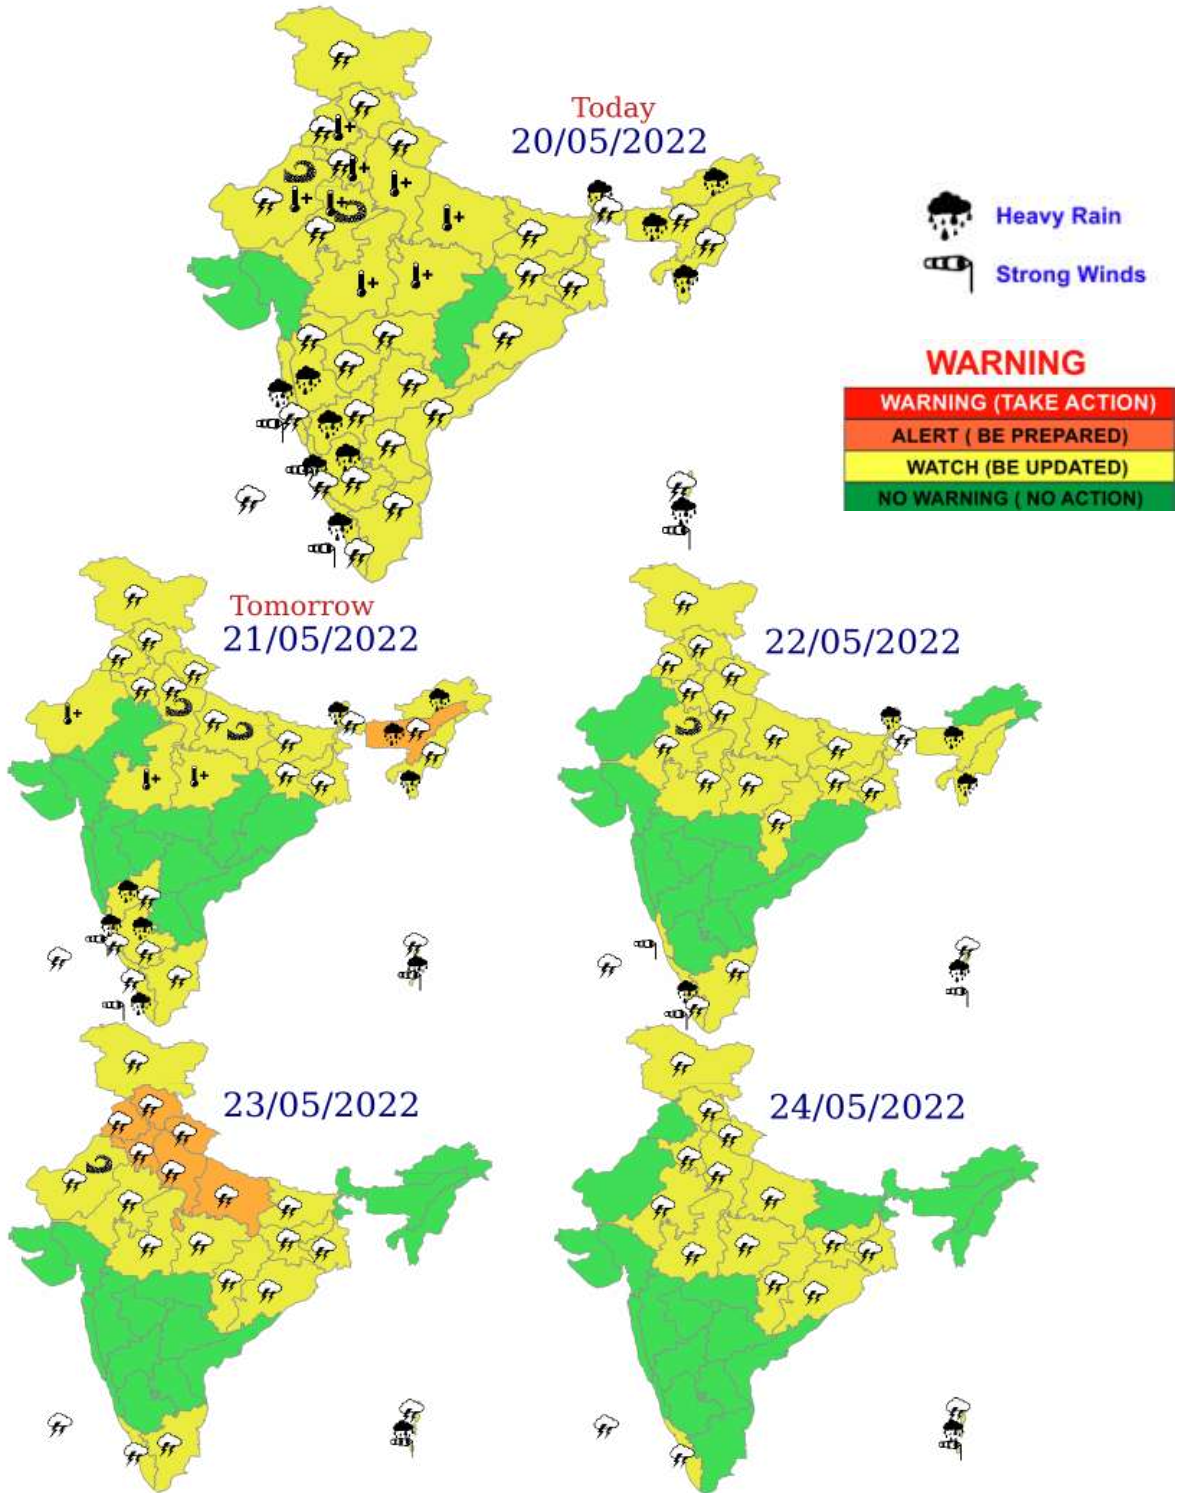 Today
20/05/2022
Heavy Rain
Strong Winds
WARNING
WARNING (TAKE ACTION)
ALERT ( BE PREPARED)
WATCH (BE UPDATED)
NO WARNING ( NO ACTION)
Tomorrow
21/05/2022
22/05/2022
23/05/2022
24/05/2022